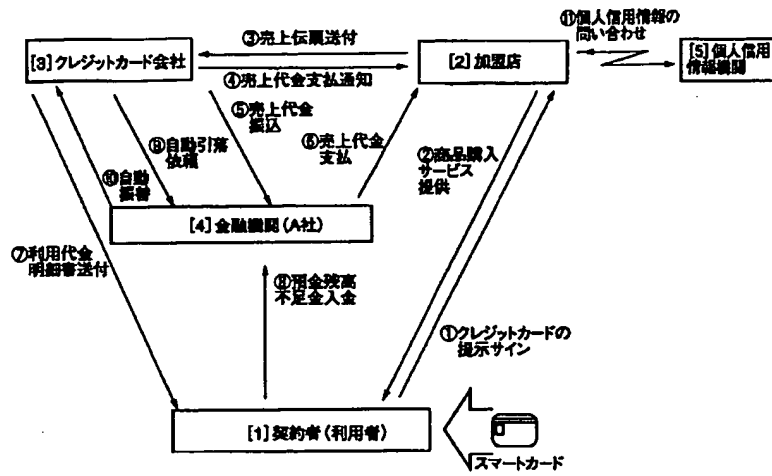 ⑪個人信用情報の
問い合わせ
③売上伝票送付
[3]クレジットカード会社
[2]加盟店
[5]個人信用
情報機関
④売上代金支払通知
⑤売上代金
振込
⑨自動引落
依頼
⑥売上代金
支払
②商品購入
サービス
提供
⑩自動
振替
[4]金融機関(A社)
⑦利用代金
明細書送付
⑧預金残高
不足金入金
①クレジットカードの
提示サイン
[1]契約者(利用者)
スマートカード